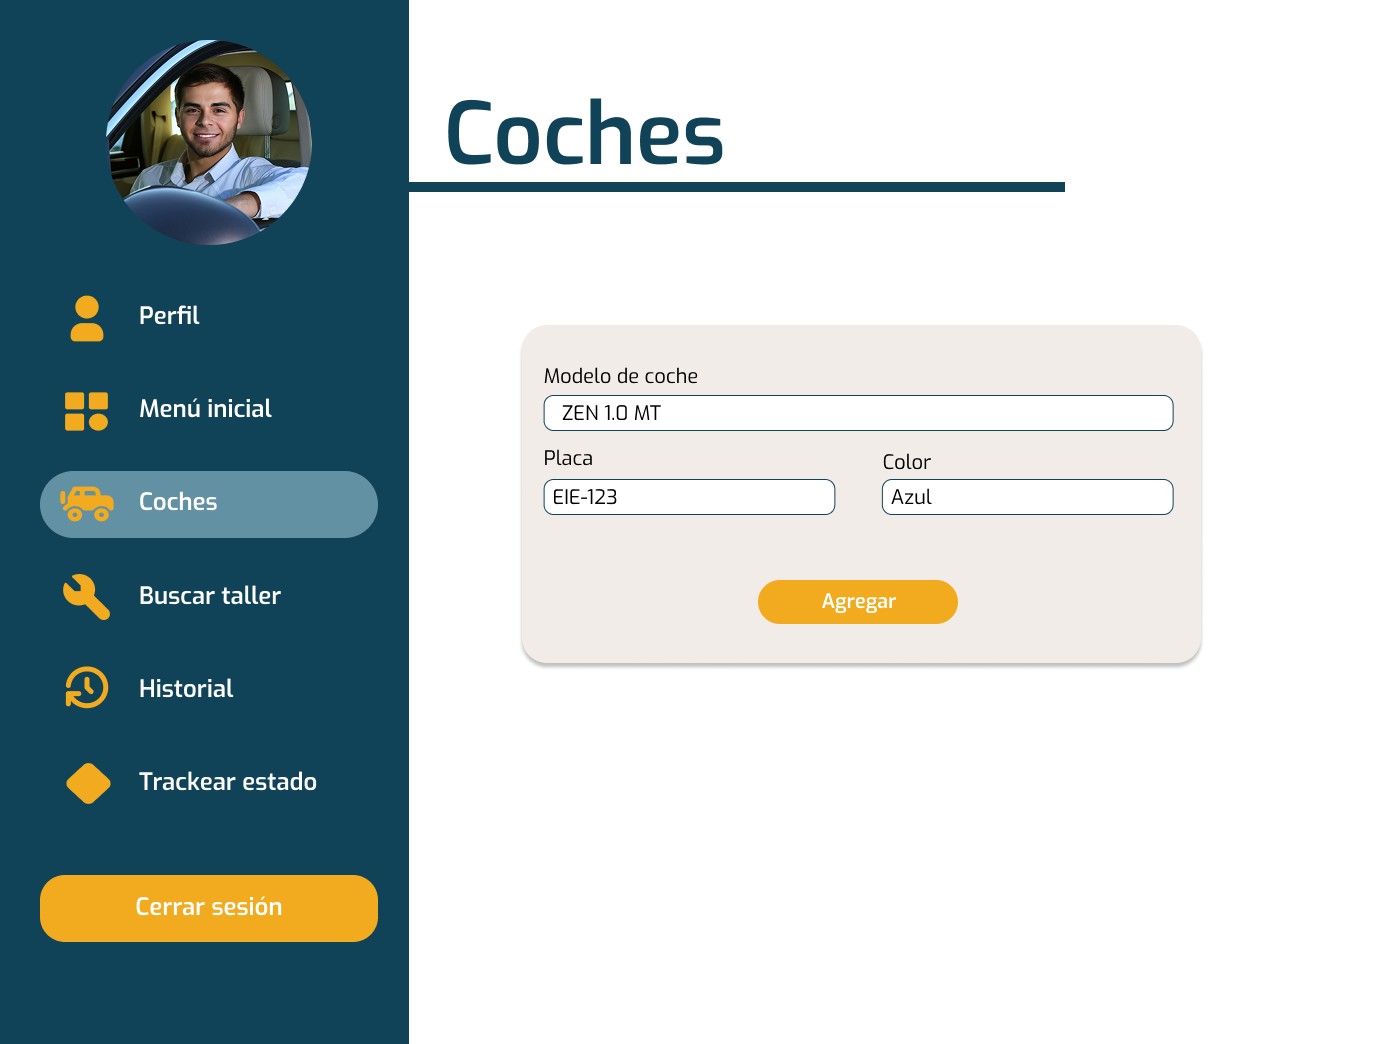 Coches
Perfil
Menú inicial
Coches
Buscar taller
Historial
Trackear estado
Cerrar sesión
Modelo de coche
ZEN 1.0 MT
Placa
Color
EIE-123
Azul
Agregar